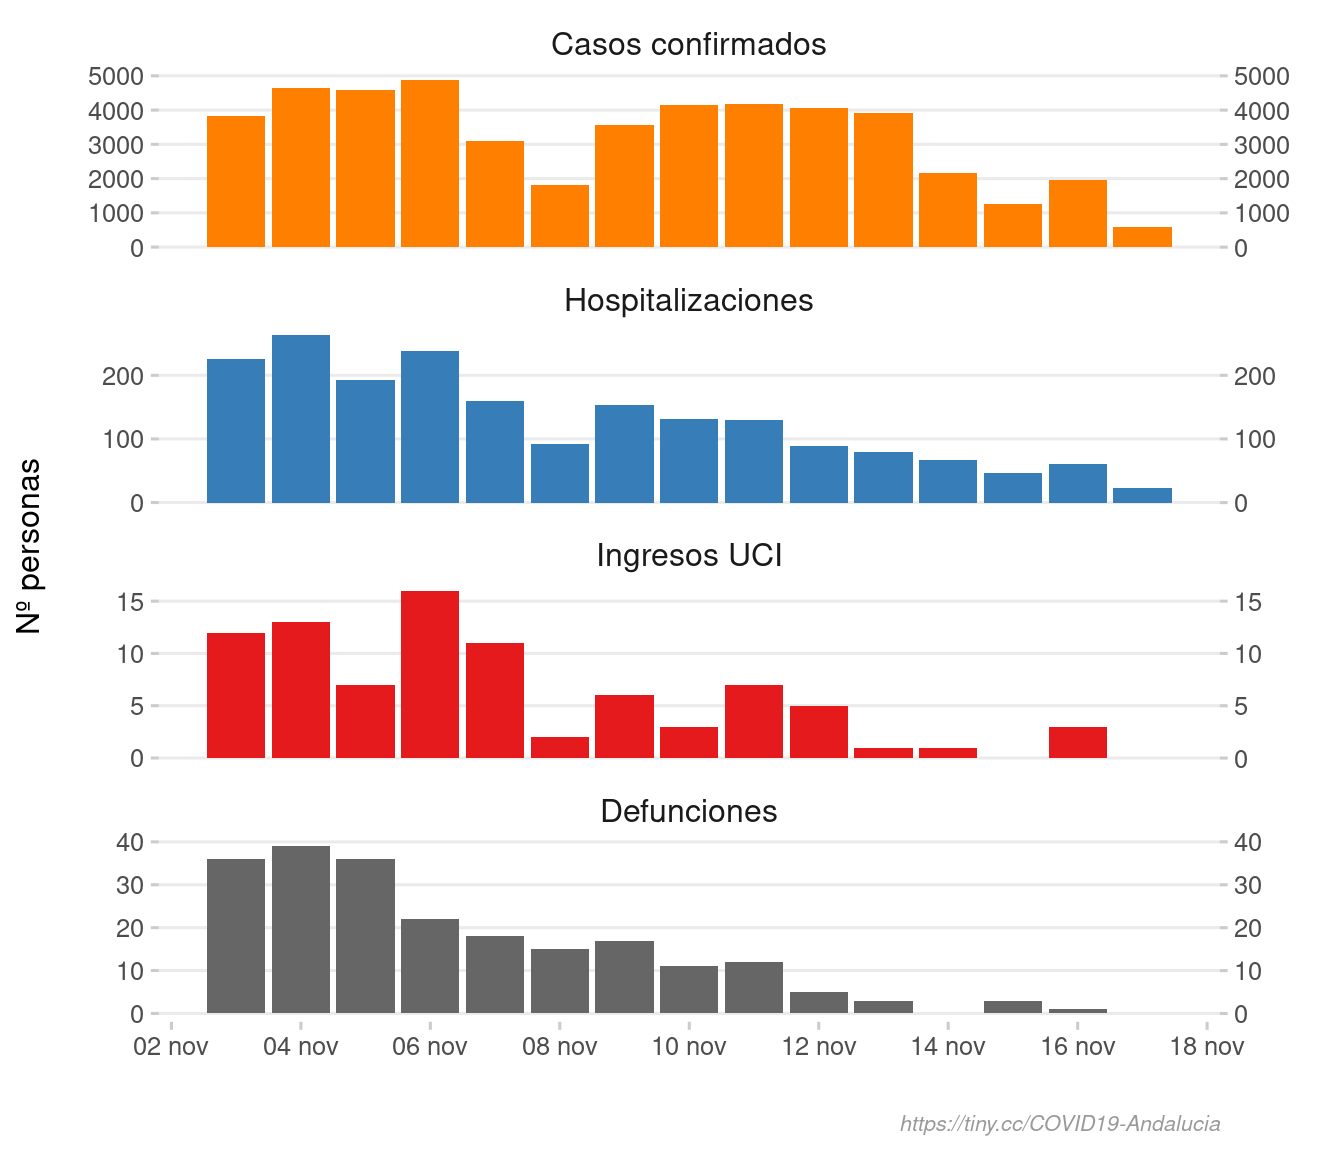 Casos confirmados
5000 5000
4000 4000
3000 3000
2000 2000
1000 1000
0 0
Hospitalizaciones
200 200
100 100
0 0
Nº personas
Ingresos UCI
15 15
10 10
5 5
0 0
Defunciones
40 40
30 30
20 20
10 10
0 0
02 nov 04 nov 06 nov 08 nov 10 nov 12 nov 14 nov 16 nov 18 nov
https://tiny.cc/COVID19-Andalucia